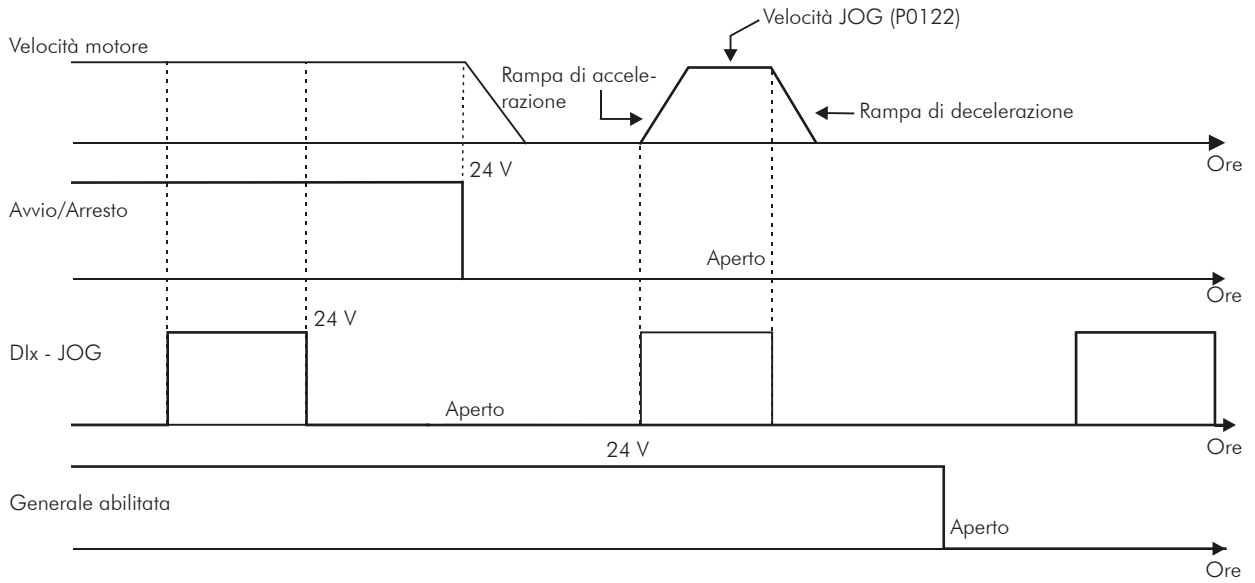 Velocità JOG (P0122)
Velocità motore
Rampa di accele-
razione
Rampa di decelerazione
Ore
24 V
Avvio/Arresto
Aperto
Ore
24 V
DIx - JOG
Aperto
Ore
24 V
Generale abilitata
Aperto
Ore